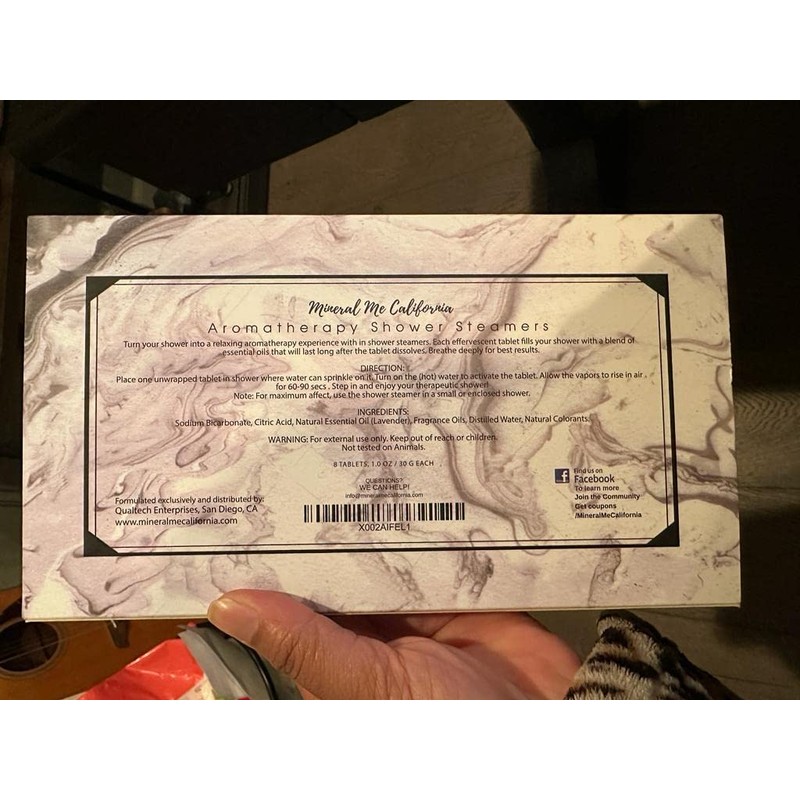 Mineral Me California
Aromatherapy Shower Steamers
Turn your shower into a relaxing aromatherapy experience with in shower steamers. Each effervescent tablet fills your shower with a blend of
essential oils that will last long after the tablet dissolves. Breathe deeply for best results.
DIRECTION:
Place one unwrapped tablet in shower where water can sprinkle on it. Turn on the (hot) water to activate the tablet. Allow the vapors to rise in air
for 60-90 secs. Step in and enjoy your therapeutic shower!
Note: For maximum affect, use the shower steamer in a small or enclosed shower.
INGREDIENTS:
Sodium Bicarbonate, Citric Acid, Natural Essential Oil (Lavender), Fragrance Oils, Distilled Water, Natural Colorants.
WARNING: For external use only. Keep out of reach or children.
Not tested on Animals.
8 TABLETS, 1.0 OZ / 30 G EACH
QUESTIONS?
WE CAN HELP!
info@mineralmecalifornia.com
X002AIFEL1
Formulated exclusively and distributed by:
Qualtech Enterprises, San Diego, CA
www.mineralmecalifornia.com
f
Find us on
Facebook
To learn more
Join the Community
Get coupons
/MineralMeCalifornia